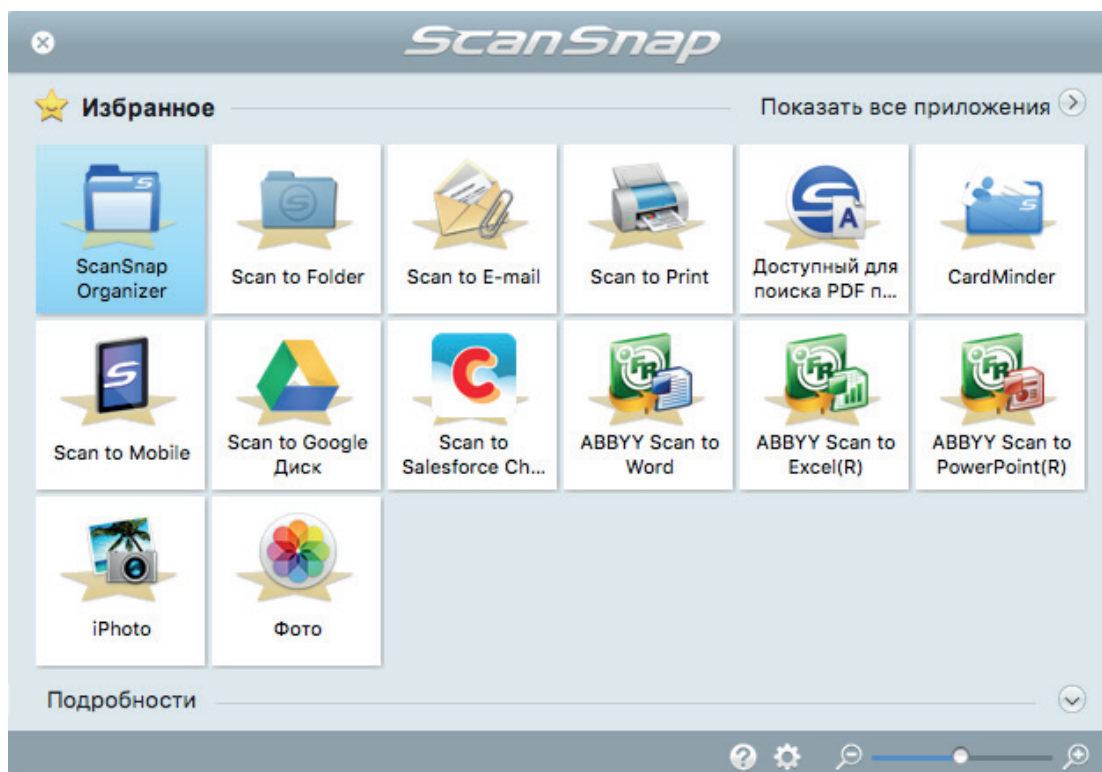 ScanSnap
Избранное
Показать все приложения
ScanSnap
Organizer
Scan to Folder
Scan to E-mail
Scan to Print
Доступный для
поиска PDF п...
CardMinder
Scan to Mobile
Scan to Google
Диск
Scan to
Salesforce Ch...
ABBYY Scan to
Word
ABBYY Scan to
Excel(R)
ABBYY Scan to
PowerPoint(R)
iPhoto
Фото
Подробности